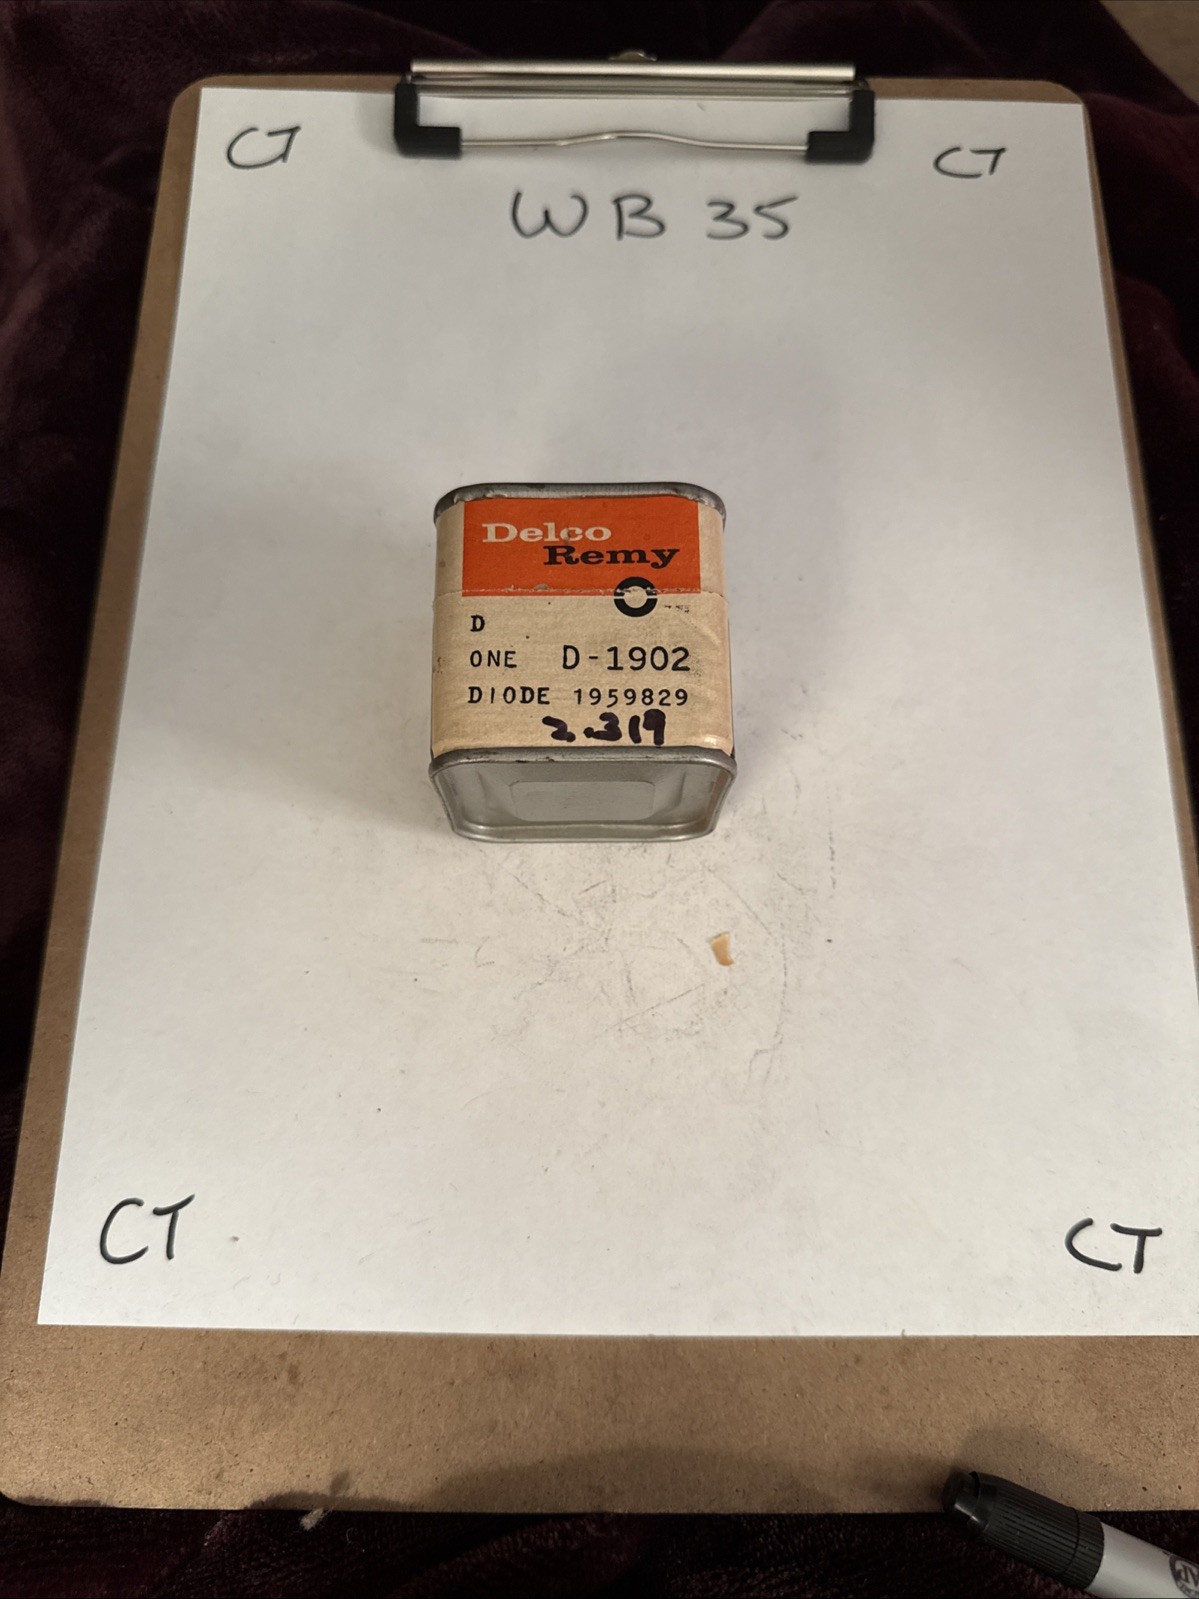 CT
CT
WB 35
Delco
Remy
D
ONE D-1902
DIODE 1959829
2.319
CT
CT